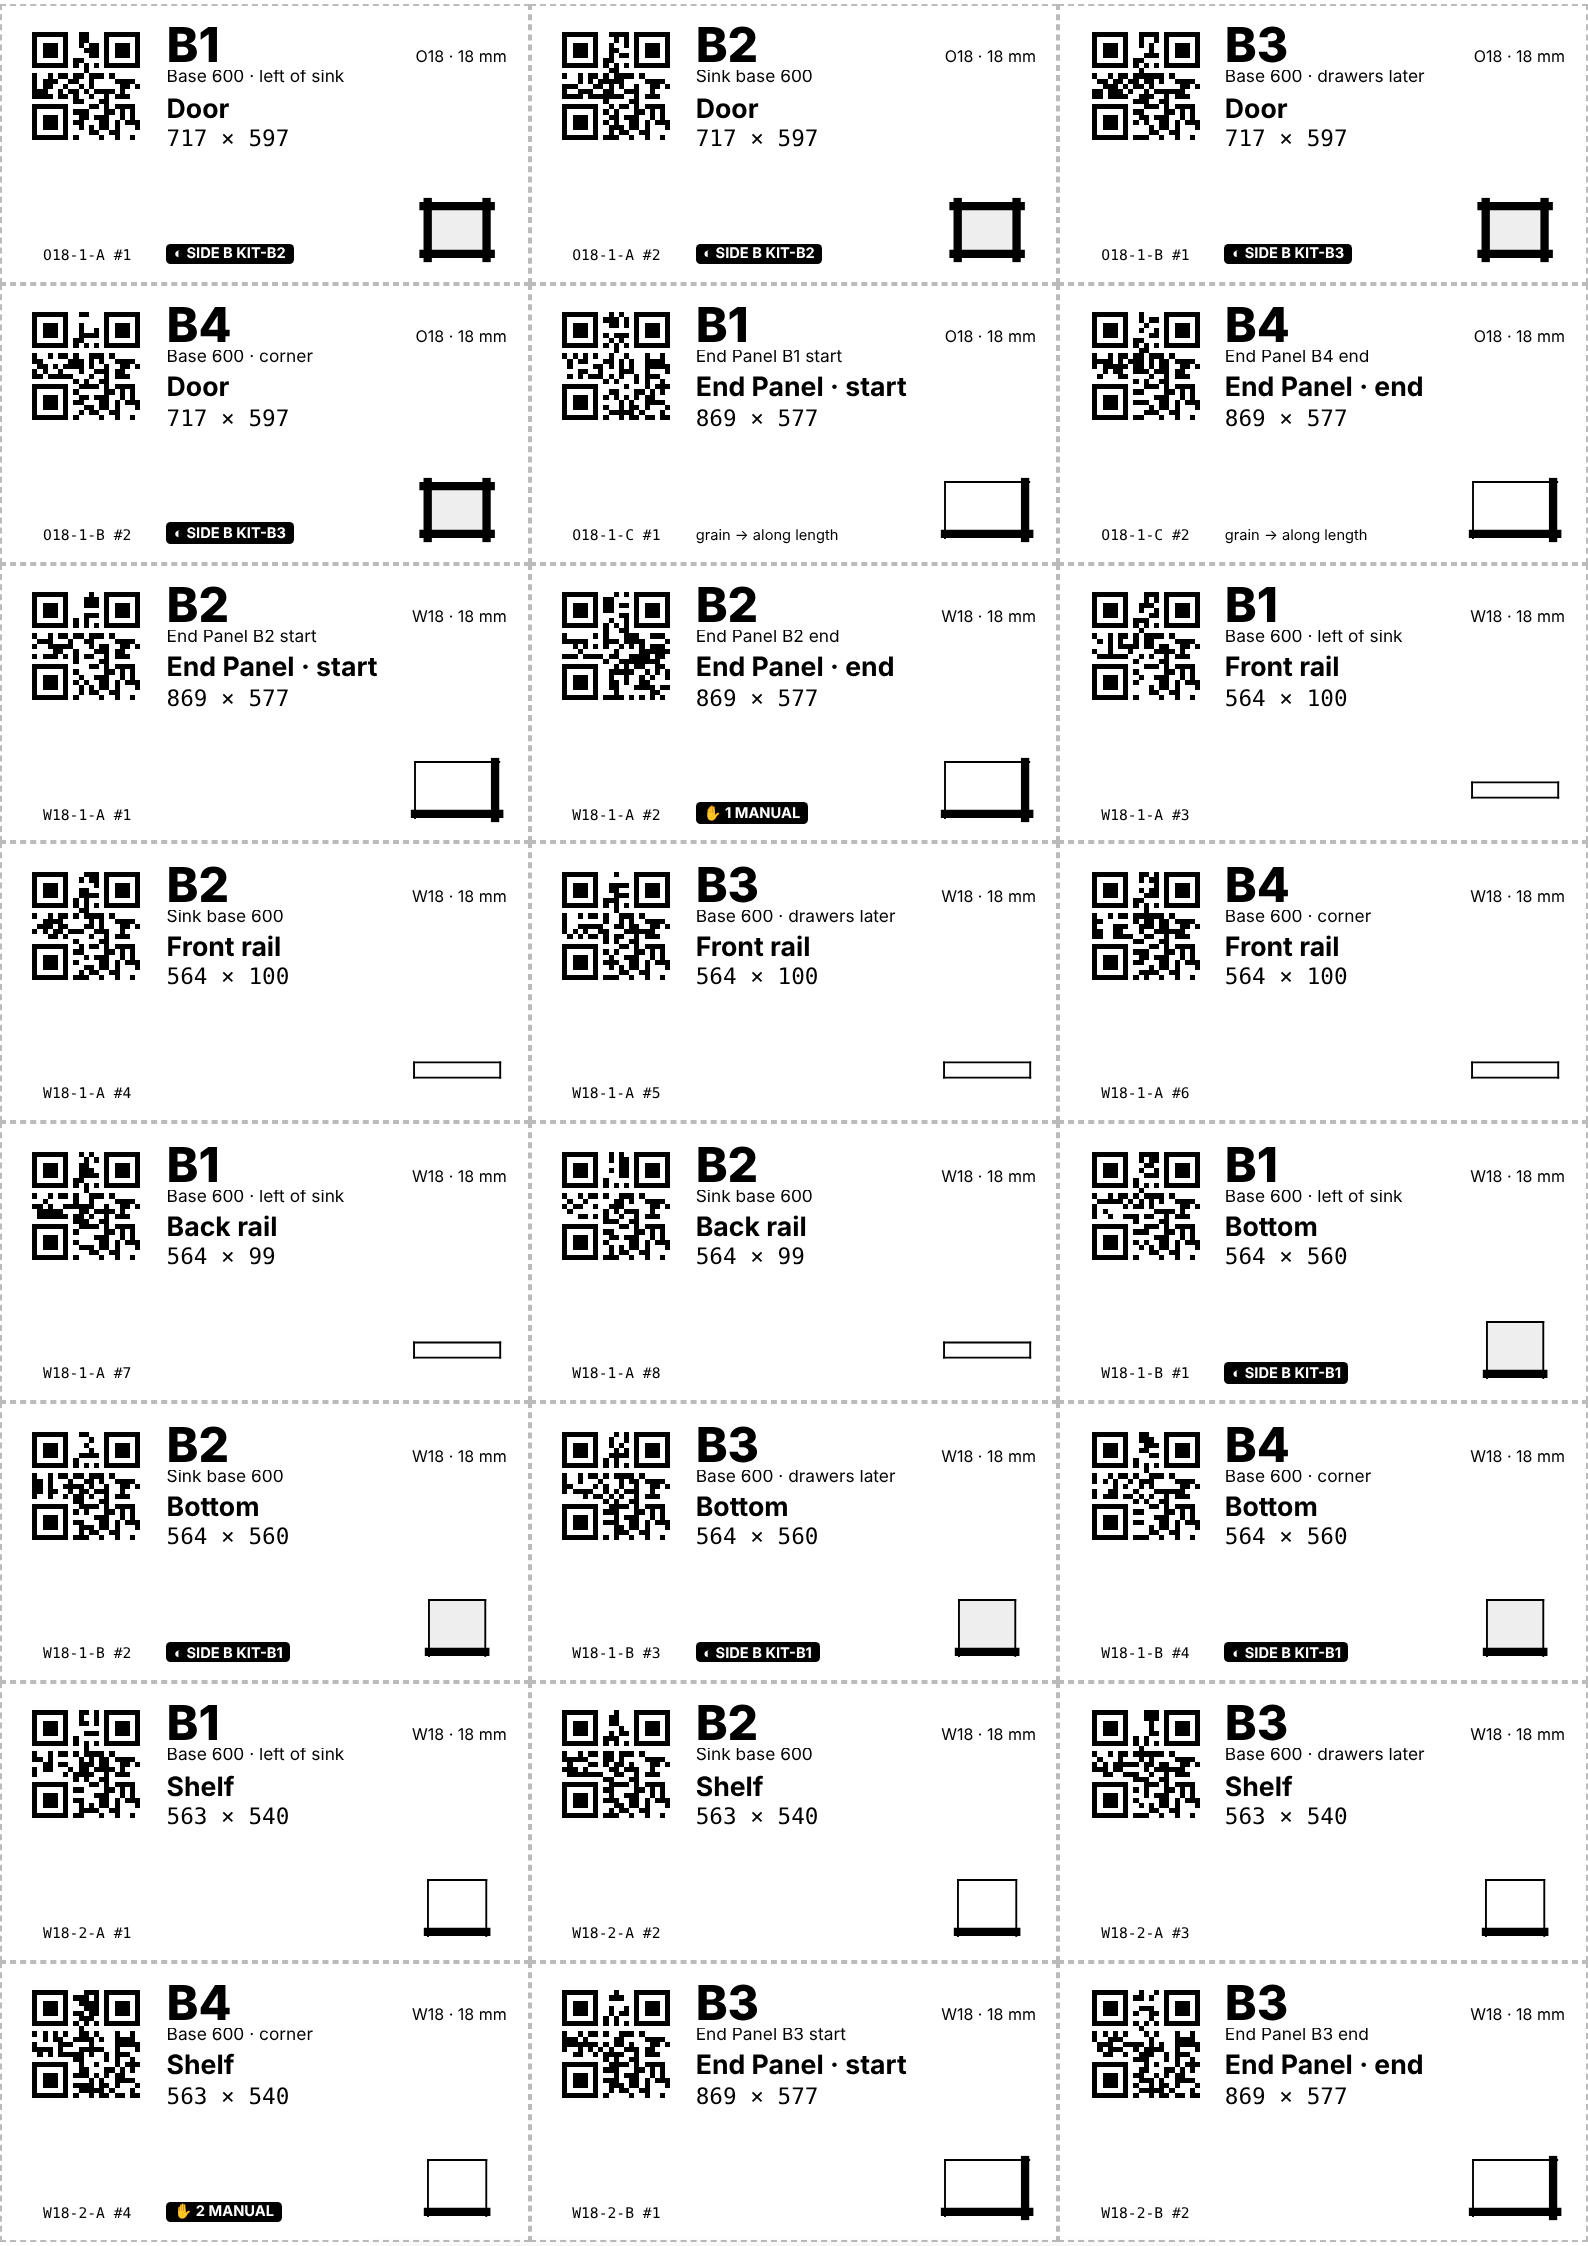 B1
O18 · 18 mm
Base 600 · left of sink
Door
717 × 597
O18-1-A #1
SIDE B KIT-B2
B2
O18 · 18 mm
Sink base 600
Door
717 × 597
O18-1-A #2
SIDE B KIT-B2
B3
O18 · 18 mm
Base 600 · drawers later
Door
717 × 597
O18-1-B #1
SIDE B KIT-B3
B4
O18 · 18 mm
Base 600 · corner
Door
717 × 597
O18-1-B #2
SIDE B KIT-B3
B1
O18 · 18 mm
End Panel B1 start
End Panel · start
869 × 577
O18-1-C #1
grain → along length
B4
O18 · 18 mm
End Panel B4 end
End Panel · end
869 × 577
O18-1-C #2
grain → along length
B2
W18 · 18 mm
End Panel B2 start
End Panel · start
869 × 577
W18-1-A #1
B2
W18 · 18 mm
End Panel B2 end
End Panel · end
869 × 577
W18-1-A #2
✋ 1 MANUAL
B1
W18 · 18 mm
Base 600 · left of sink
Front rail
564 × 100
W18-1-A #3
B2
W18 · 18 mm
Sink base 600
Front rail
564 × 100
W18-1-A #4
B3
W18 · 18 mm
Base 600 · drawers later
Front rail
564 × 100
W18-1-A #5
B4
W18 · 18 mm
Base 600 · corner
Front rail
564 × 100
W18-1-A #6
B1
W18 · 18 mm
Base 600 · left of sink
Back rail
564 × 99
W18-1-A #7
B2
W18 · 18 mm
Sink base 600
Back rail
564 × 99
W18-1-A #8
B1
W18 · 18 mm
Base 600 · left of sink
Bottom
564 × 560
W18-1-B #1
SIDE B KIT-B1
B2
W18 · 18 mm
Sink base 600
Bottom
564 × 560
W18-1-B #2
SIDE B KIT-B1
B3
W18 · 18 mm
Base 600 · drawers later
Bottom
564 × 560
W18-1-B #3
SIDE B KIT-B1
B4
W18 · 18 mm
Base 600 · corner
Bottom
564 × 560
W18-1-B #4
SIDE B KIT-B1
B1
W18 · 18 mm
Base 600 · left of sink
Shelf
563 × 540
W18-2-A #1
B2
W18 · 18 mm
Sink base 600
Shelf
563 × 540
W18-2-A #2
B3
W18 · 18 mm
Base 600 · drawers later
Shelf
563 × 540
W18-2-A #3
B4
W18 · 18 mm
Base 600 · corner
Shelf
563 × 540
W18-2-A #4
✋ 2 MANUAL
B3
W18 · 18 mm
End Panel B3 start
End Panel · start
869 × 577
W18-2-B #1
B3
W18 · 18 mm
End Panel B3 end
End Panel · end
869 × 577
W18-2-B #2